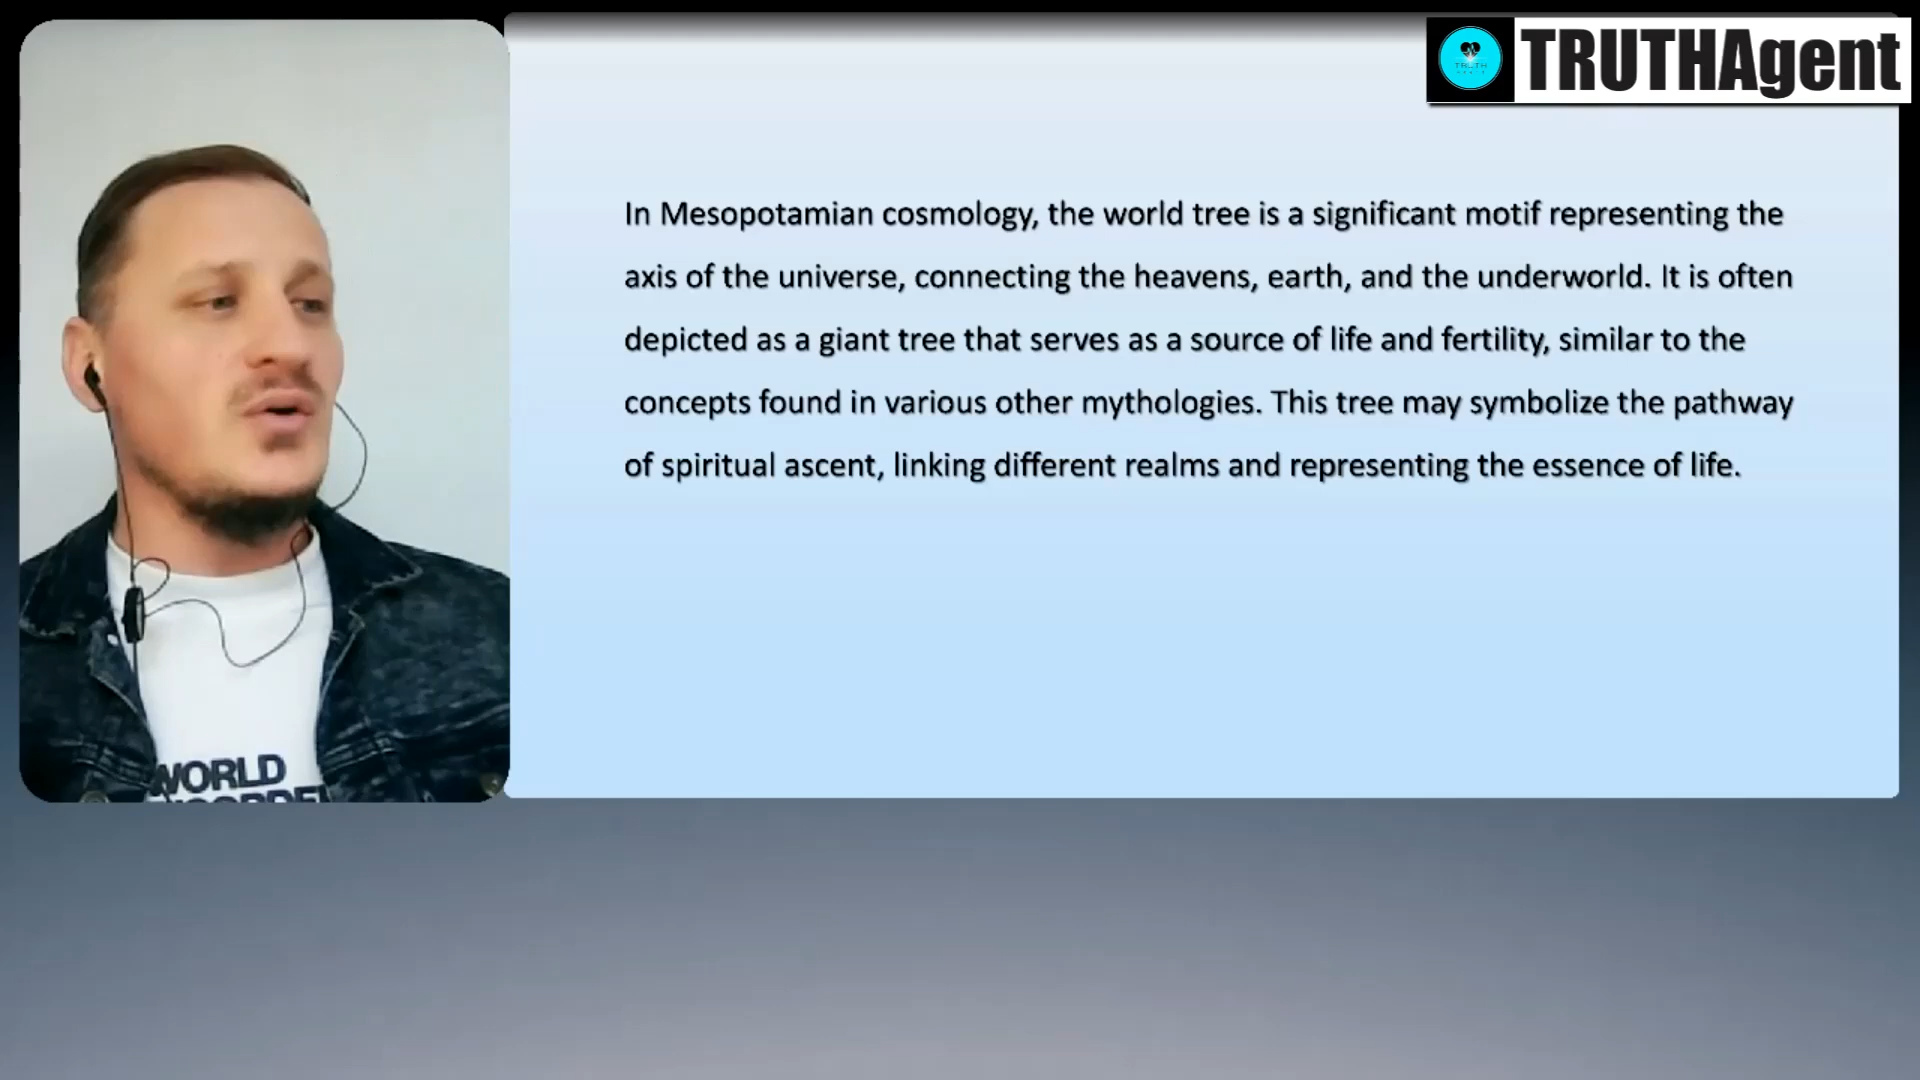 TRUTHAgent
In Mesopotamian cosmology, the world tree is a significant motif representing the
axis of the universe, connecting the heavens, earth, and the underworld. It is often
depicted as a giant tree that serves as a source of life and fertility, similar to the
concepts found in various other mythologies. This tree may symbolize the pathway
of spiritual ascent, linking different realms and representing the essence of life.
WORLD